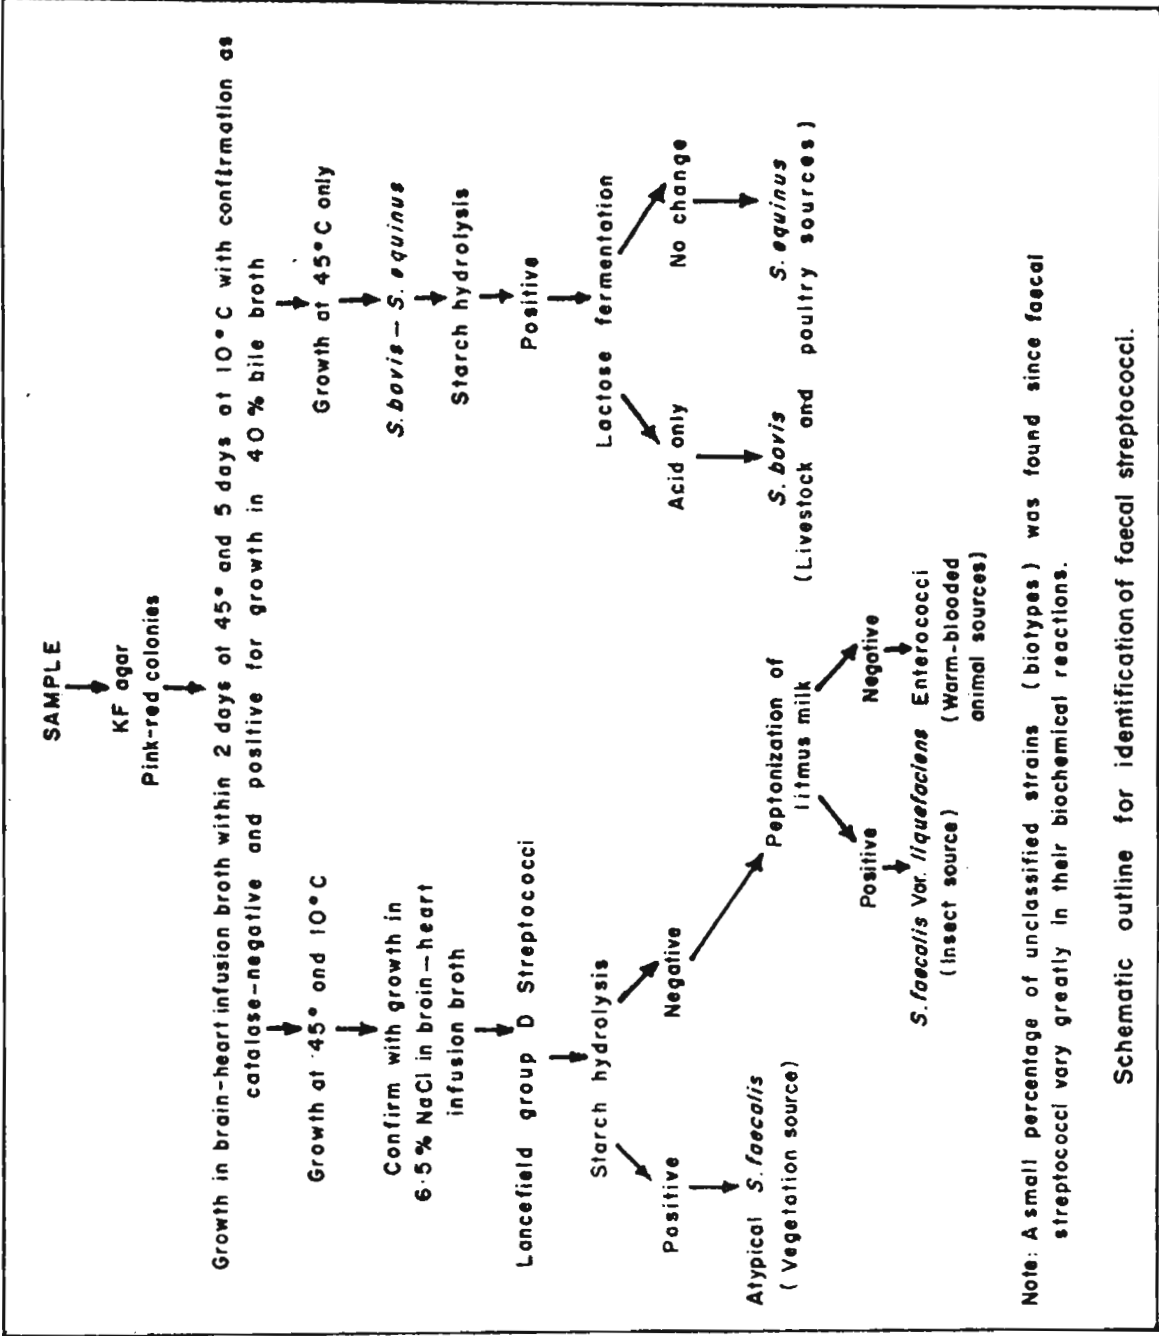 SAMPLE
KF agar
Pink-red colonies
Growth in brain-heart infusion broth within 2 days at 45° and 5 days at 10°C with confirmation as
catalase-negative and positive for growth in 40% bile broth
Growth at 45° and 10°C
Confirm with growth in
6·5% NaCl in brain-heart
infusion broth
Lancefield group D Streptococci
Starch hydrolysis
Positive
Negative
Atypical S. faecalis
(Vegetation source)
Peptonization of
litmus milk
Positive
Negative
S. faecalis Var. liquefaciens
(Insect source)
Enterococci
(Warm-blooded
animal sources)
Growth at 45°C only
S. bovis - S. equinus
Starch hydrolysis
Positive
Lactose fermentation
Acid only
No change
S. bovis
S. equinus
(Livestock and poultry sources)
Note: A small percentage of unclassified strains (biotypes) was found since faecal
streptococci vary greatly in their biochemical reactions.
Schematic outline for identification of faecal streptococci.